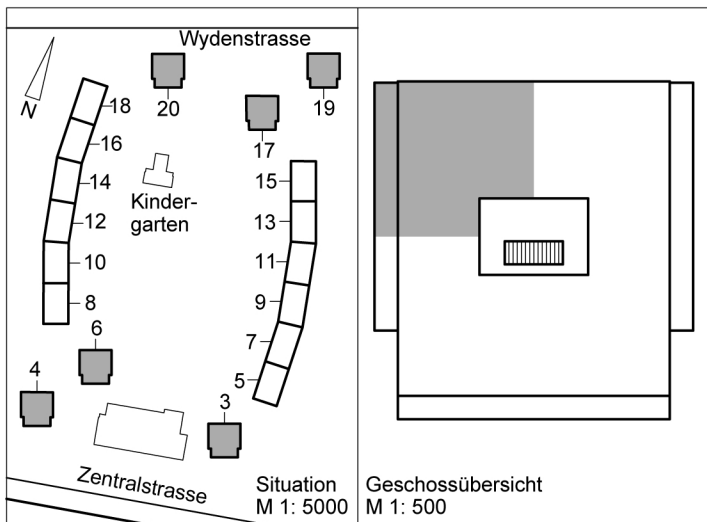 Wydenstrasse
N
18
20
19
16
17
14
15
Kinder-
garten
12
13
10
11
8
9
6
7
4
5
3
Zentralstrasse
Situation
M 1: 5000
Geschossübersicht
M 1: 500